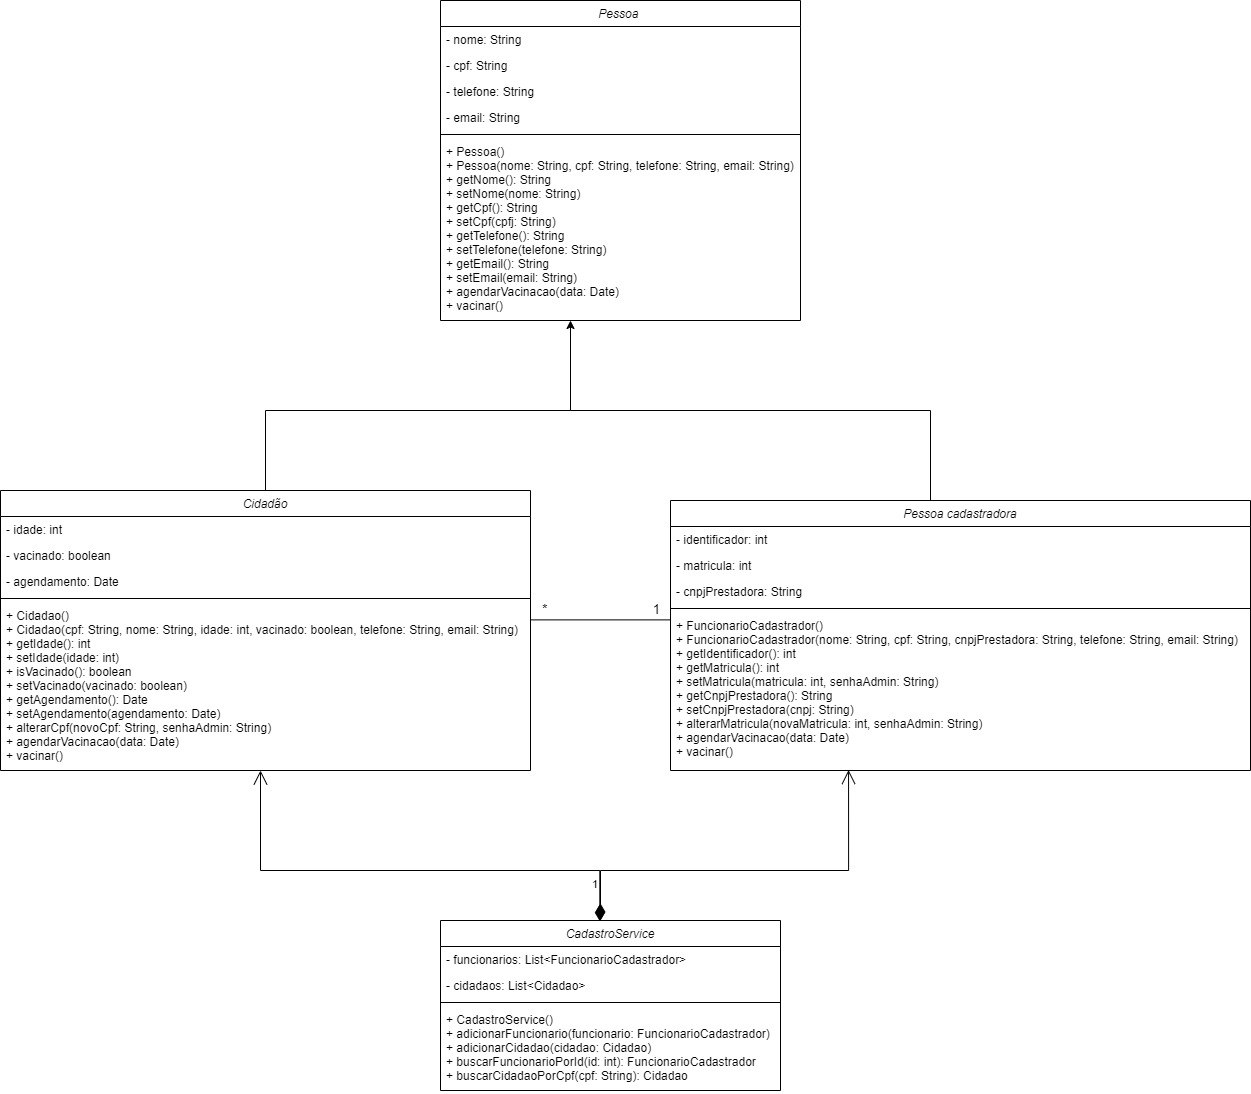 Pessoa
- nome: String
- cpf: String
- telefone: String
- email: String
+ Pessoa()
+ Pessoa(nome: String, cpf: String, telefone: String, email: String)
+ getNome(): String
+ setNome(nome: String)
+ getCpf(): String
+ setCpf(cpfj: String)
+ getTelefone(): String
+ setTelefone(telefone: String)
+ getEmail(): String
+ setEmail(email: String)
+ agendarVacinacao(data: Date)
+ vacinar()
Cidadão
- idade: int
- vacinado: boolean
- agendamento: Date
+ Cidadao()
+ Cidadao(cpf: String, nome: String, idade: int, vacinado: boolean, telefone: String, email: String)
+ getIdade(): int
+ setIdade(idade: int)
+ isVacinado(): boolean
+ setVacinado(vacinado: boolean)
+ getAgendamento(): Date
+ setAgendamento(agendamento: Date)
+ alterarCpf(novoCpf: String, senhaAdmin: String)
+ agendarVacinacao(data: Date)
+ vacinar()
* 1
Pessoa cadastradora
- identificador: int
- matricula: int
- cnpjPrestadora: String
+ FuncionarioCadastrador()
+ FuncionarioCadastrador(nome: String, cpf: String, cnpjPrestadora: String, telefone: String, email: String)
+ getIdentificador(): int
+ getMatricula(): int
+ setMatricula(matricula: int, senhaAdmin: String)
+ getCnpjPrestadora(): String
+ setCnpjPrestadora(cnpj: String)
+ alterarMatricula(novaMatricula: int, senhaAdmin: String)
+ agendarVacinacao(data: Date)
+ vacinar()
1
CadastroService
- funcionarios: List<FuncionarioCadastrador>
- cidadaos: List<Cidadao>
+ CadastroService()
+ adicionarFuncionario(funcionario: FuncionarioCadastrador)
+ adicionarCidadao(cidadao: Cidadao)
+ buscarFuncionarioPorId(id: int): FuncionarioCadastrador
+ buscarCidadaoPorCpf(cpf: String): Cidadao